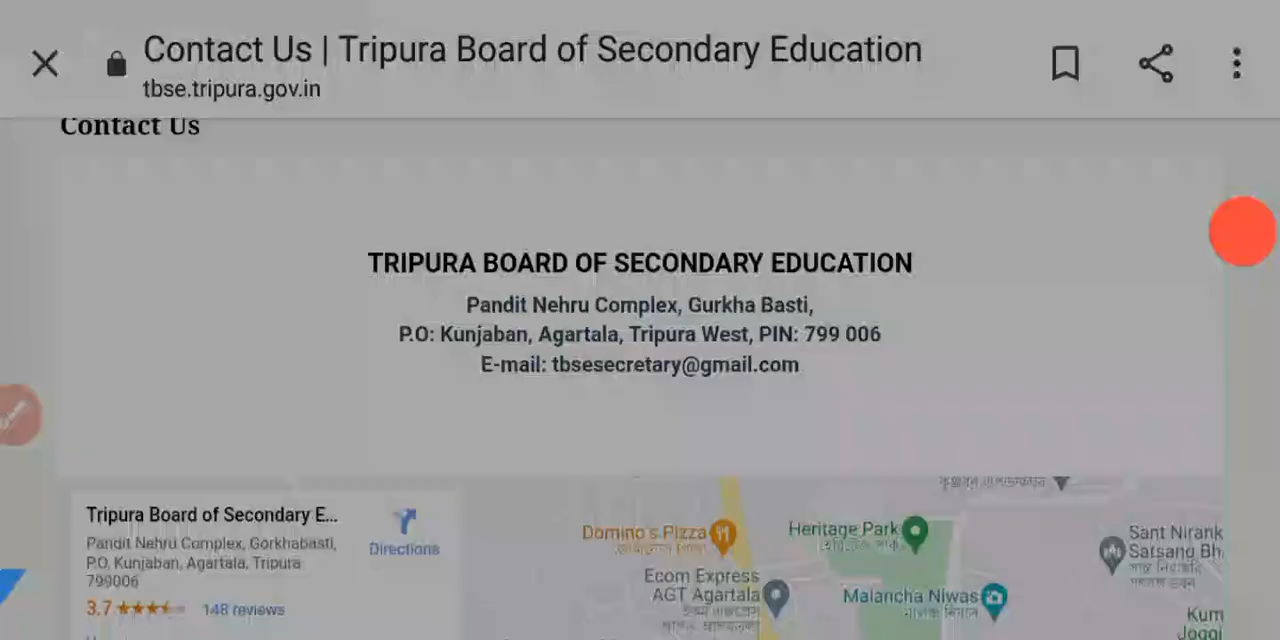 Contact Us | Tripura Board of Secondary Education
tbse.tripura.gov.in
Contact Us
TRIPURA BOARD OF SECONDARY EDUCATION
Pandit Nehru Complex, Gurkha Basti,
P.O: Kunjaban, Agartala, Tripura West, PIN: 799 006
E-mail: tbsesecretary@gmail.com
Tripura Board of Secondary E...
Pandit Nehru Complex, Gorkhabasti,
P.O, Kunjaban, Agartala, Tripura
799006
3.7 148 reviews
Directions
Domino's Pizza
Heritage Park
হেরিটেজ পার্ক
Ecom Express
AGT Agartala
Malancha Niwas
Sant Nirank
Satsang Bh
Kum
Joggi